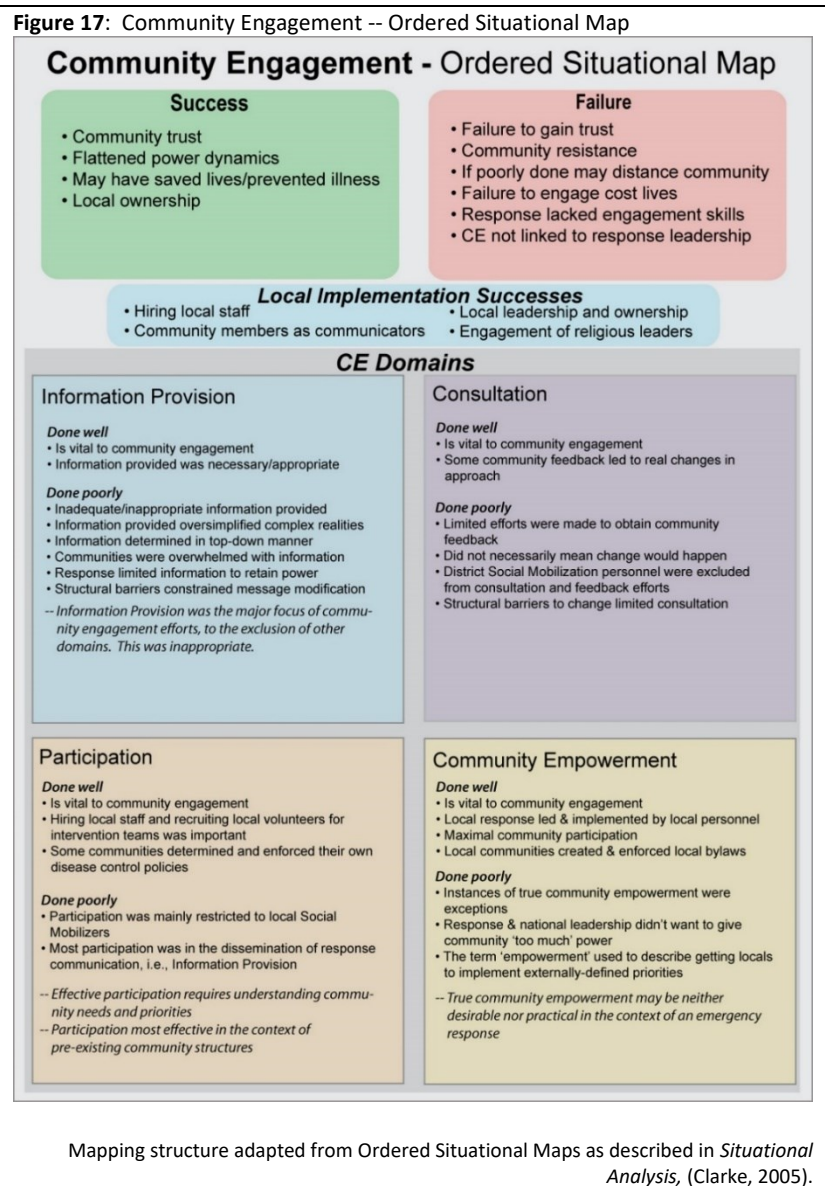 Figure 17: Community Engagement -- Ordered Situational Map
Community Engagement - Ordered Situational Map
Success
• Community trust
• Flattened power dynamics
• May have saved lives/prevented illness
• Local ownership
Failure
• Failure to gain trust
• Community resistance
• If poorly done may distance community
• Failure to engage cost lives
• Response lacked engagement skills
• CE not linked to response leadership
Local Implementation Successes
• Hiring local staff
• Community members as communicators
• Local leadership and ownership
• Engagement of religious leaders
CE Domains
Information Provision
Done well
• Is vital to community engagement
• Information provided was necessary/appropriate
Done poorly
• Inadequate/inappropriate information provided
• Information provided oversimplified complex realities
• Information determined in top-down manner
• Communities were overwhelmed with information
• Response limited information to retain power
• Structural barriers constrained message modification
-- Information Provision was the major focus of commu-
nity engagement efforts, to the exclusion of other
domains. This was inappropriate.
Consultation
Done well
• Is vital to community engagement
• Some community feedback led to real changes in
approach
Done poorly
• Limited efforts were made to obtain community
feedback
• Did not necessarily mean change would happen
• District Social Mobilization personnel were excluded
from consultation and feedback efforts
• Structural barriers to change limited consultation
Participation
Done well
• Is vital to community engagement
• Hiring local staff and recruiting local volunteers for
intervention teams was important
• Some communities determined and enforced their own
disease control policies
Done poorly
• Participation was mainly restricted to local Social
Mobilizers
• Most participation was in the dissemination of response
communication, i.e., Information Provision
-- Effective participation requires understanding commu-
nity needs and priorities
-- Participation most effective in the context of
pre-existing community structures
Community Empowerment
Done well
• Is vital to community engagement
• Local response led & implemented by local personnel
• Maximal community participation
• Local communities created & enforced local bylaws
Done poorly
• Instances of true community empowerment were
exceptions
• Response & national leadership didn't want to give
community 'too much' power
• The term 'empowerment' used to describe getting locals
to implement externally-defined priorities
-- True community empowerment may be neither
desirable nor practical in the context of an emergency
response
Mapping structure adapted from Ordered Situational Maps as described in Situational
Analysis, (Clarke, 2005).